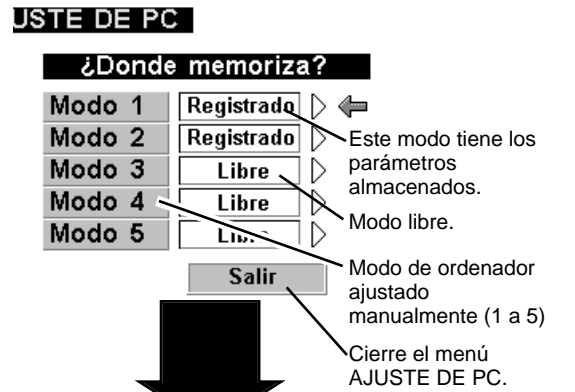 USTE DE PC
¿Donde memoriza?
Modo 1 Registrado
Modo 2 Registrado
Modo 3 Libre
Modo 4 Libre
Modo 5 Libre
Salir
Este modo tiene los
parámetros
almacenados.
Modo libre.
Modo de ordenador
ajustado
manualmente (1 a 5)
Cierre el menú
AJUSTE DE PC.